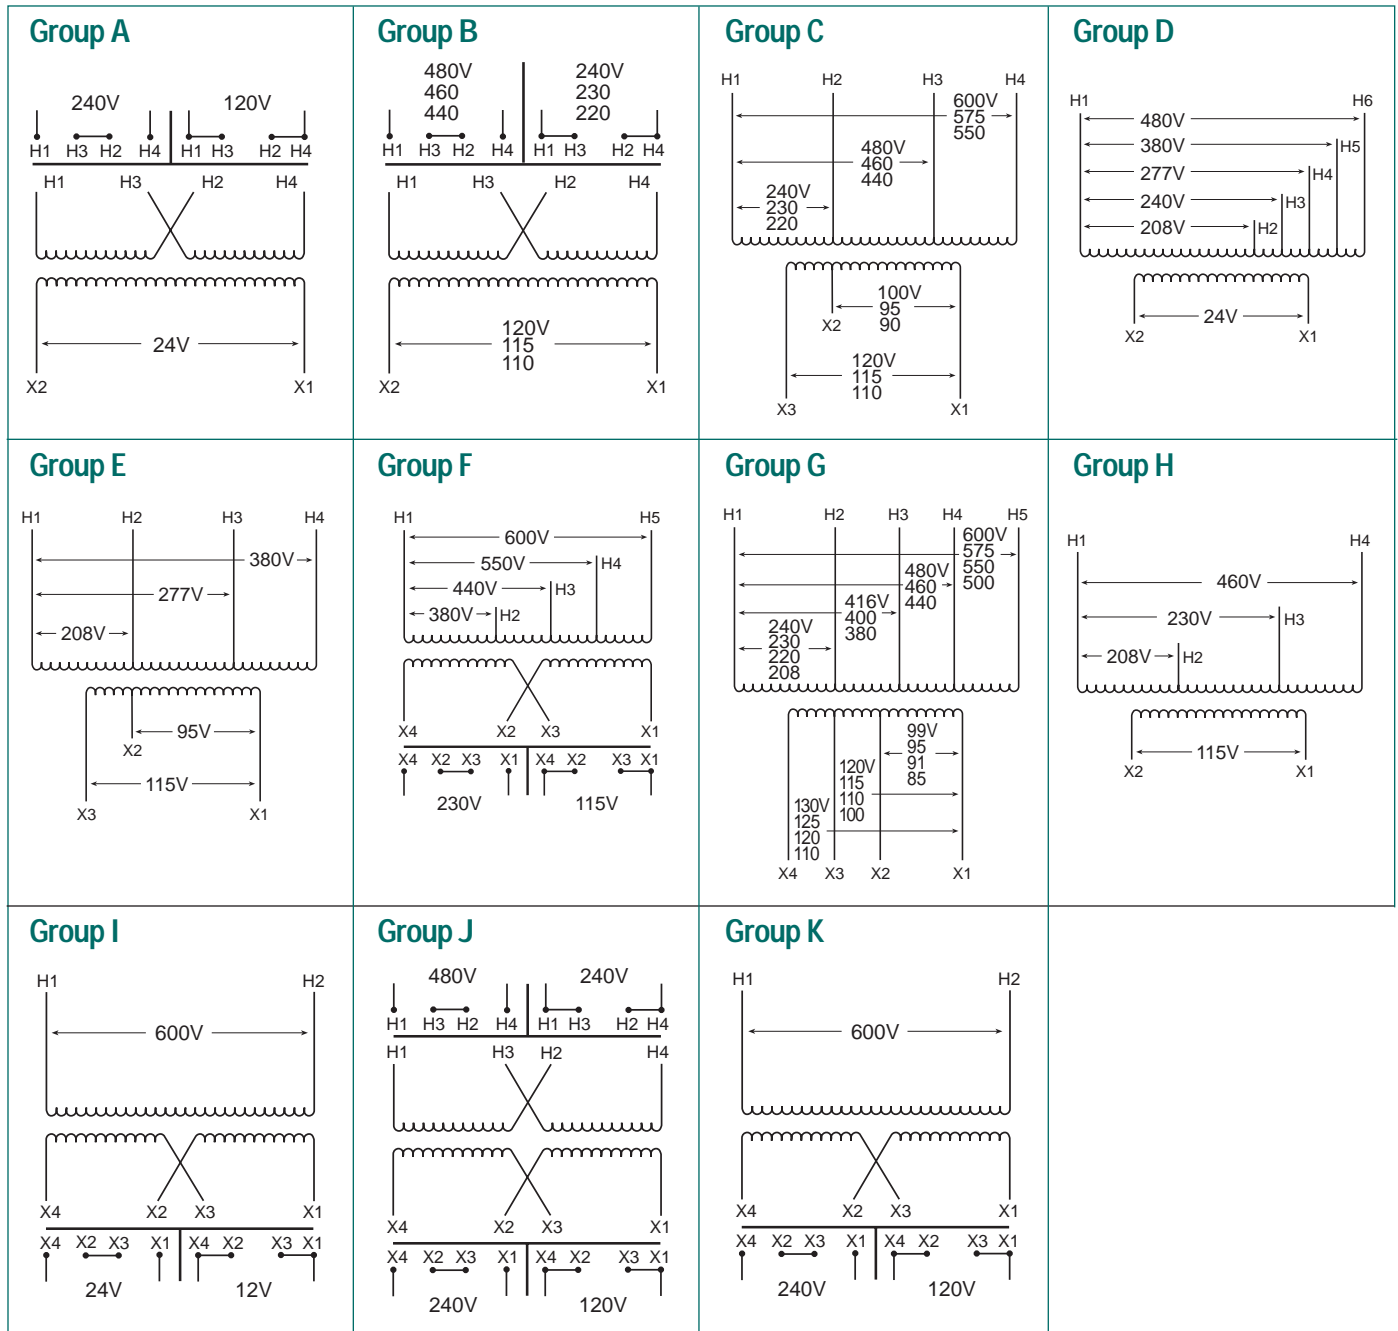 Group A
240V 120V
H1 H3 H2 H4 H1 H3 H2 H4
H1 H3 H2 H4
24V
X2 X1
Group B
480V 240V
460 230
440 220
H1 H3 H2 H4 H1 H3 H2 H4
H1 H3 H2 H4
120V
115
110
X2 X1
Group C
H1 H2 H3 H4
600V
575
550
480V
460
440
240V
230
220
100V
95
90
X2
120V
115
110
X3 X1
Group D
H1 H6
480V
H5
380V
277V H4
240V H3
208V H2
24V
X2 X1
Group E
H1 H2 H3 H4
380V
277V
208V
95V
X2
115V
X3 X1
Group F
H1 H5
600V
550V H4
440V H3
380V H2
X4 X2 X3 X1
X4 X2 X3 X1 X4 X2 X3 X1
230V 115V
Group G
H1 H2 H3 H4 H5
600V
575
550
500
480V
460
440
416V
400
380
240V
230
220
208
99V
95
91
85
120V
115
110
100
130V
125
120
110
X4 X3 X2 X1
Group H
H1 H4
460V
230V H3
208V H2
115V
X2 X1
Group I
H1 H2
600V
X4 X2 X3 X1
X4 X2 X3 X1 X4 X2 X3 X1
24V 12V
Group J
480V 240V
H1 H3 H2 H4 H1 H3 H2 H4
H1 H3 H2 H4
X4 X2 X3 X1
X4 X2 X3 X1 X4 X2 X3 X1
240V 120V
Group K
H1 H2
600V
X4 X2 X3 X1
X4 X2 X3 X1 X4 X2 X3 X1
240V 120V